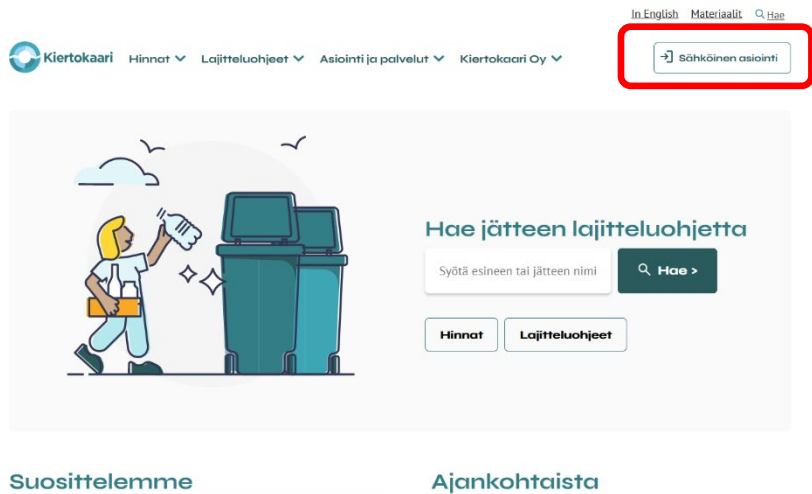 In English Materiaalit Hae
Kiertokaari Hinnat Lajitteluohjeet Asiointi ja palvelut Kiertokaari Oy Sähköinen asiointi
Hae jätteen lajitteluohjetta
Syötä esineen tai jätteen nimi Hae >
Hinnat Lajitteluohjeet
Suosittelemme Ajankohtaista